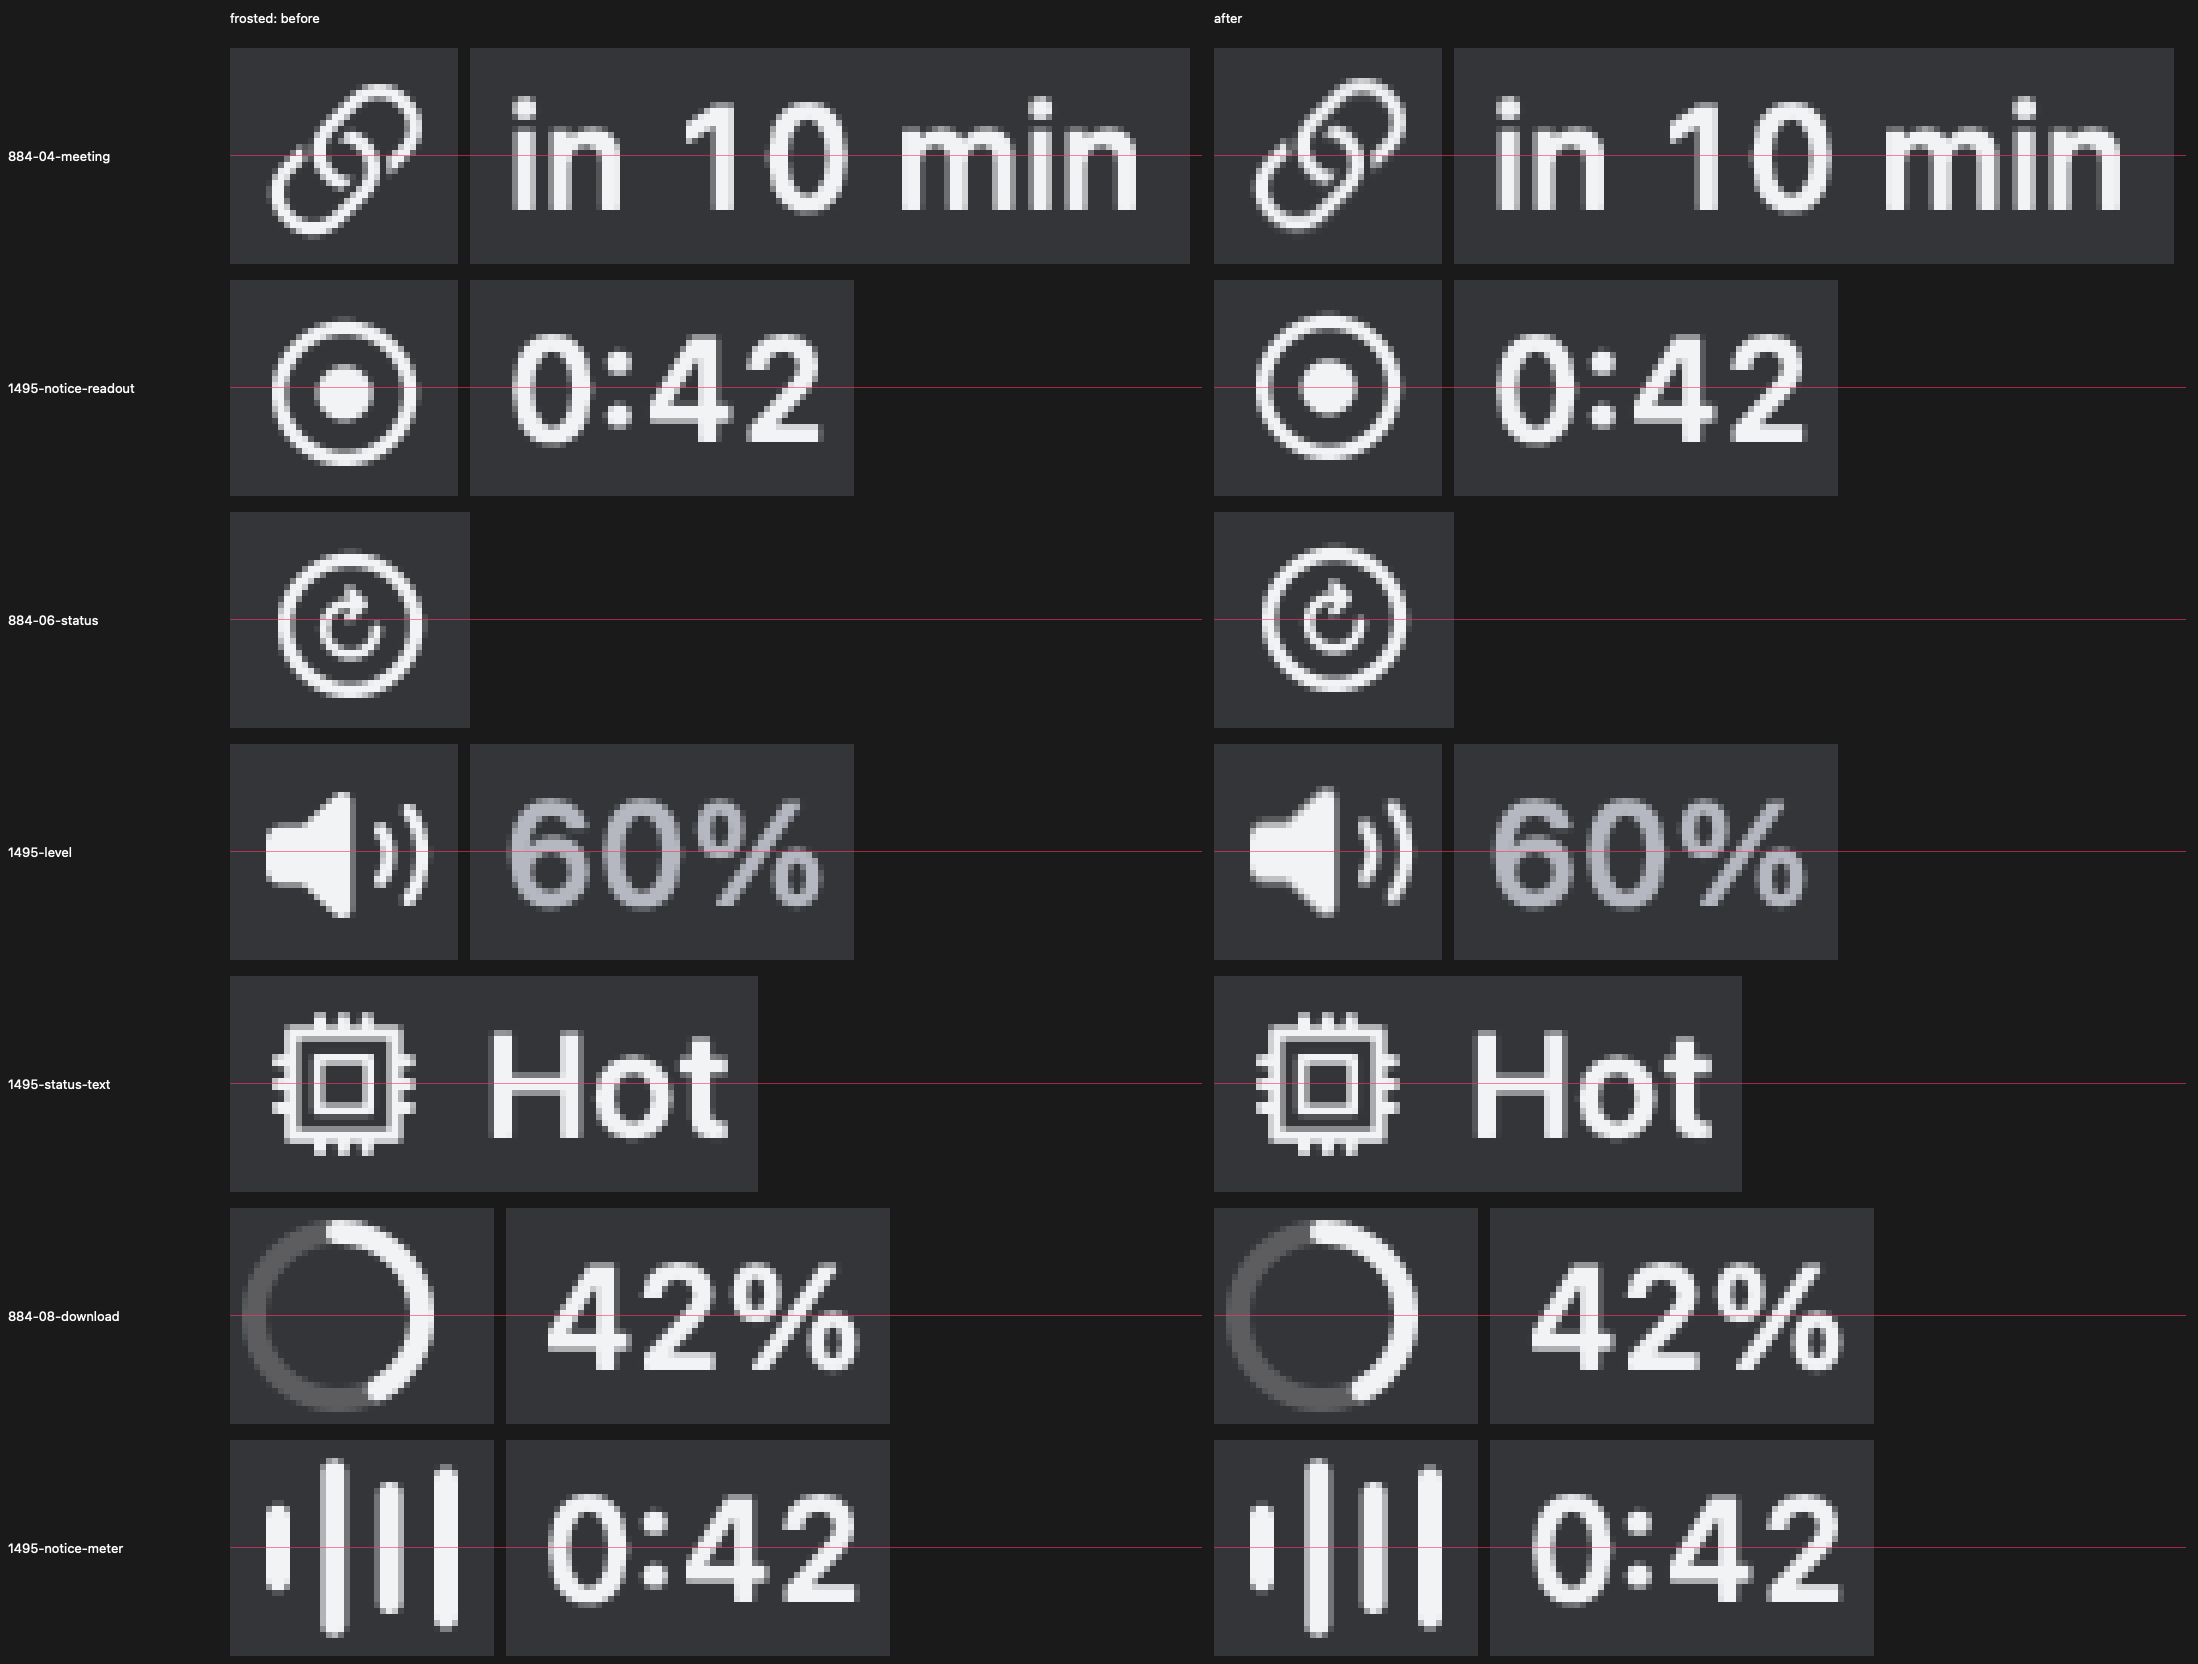 frosted: before after
884-04-meeting in 10 min in 10 min
1495-notice-readout 0:42 0:42
884-06-status
1495-level 60% 60%
1495-status-text Hot Hot
884-08-download 42% 42%
1495-notice-meter 0:42 0:42